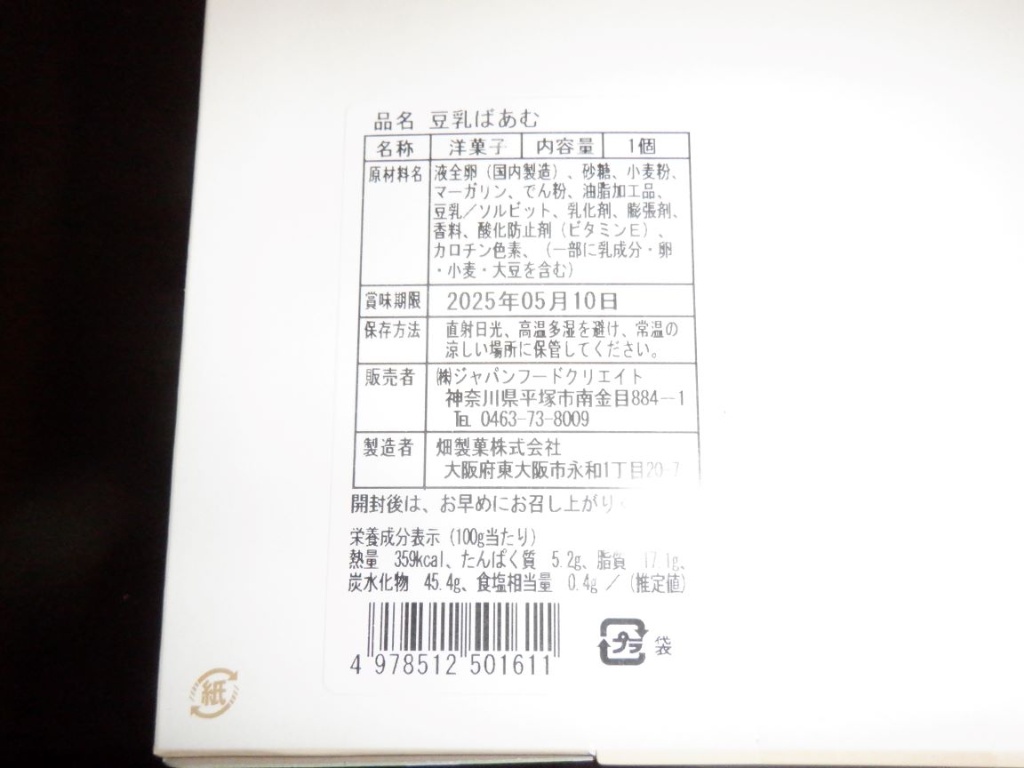 品名 豆乳ばあむ
名称 洋菓子 内容量 1個
原材料名 液全卵（国内製造）、砂糖、小麦粉、
マーガリン、でん粉、油脂加工品、
豆乳／ソルビット、乳化剤、膨張剤、
香料、酸化防止剤（ビタミンE）、
カロチン色素、（一部に乳成分・卵
・小麦・大豆を含む）
賞味期限 2025年05月10日
保存方法 直射日光、高温多湿を避け、常温の
涼しい場所に保管してください。
販売者 ㈱ジャパンフードクリエイト
神奈川県平塚市南金目884-1
℡ 0463-73-8009
製造者 畑製菓株式会社
大阪府東大阪市永和1丁目20-7
開封後は、お早めにお召し上がり
栄養成分表示（100g当たり）
熱量 359kcal、たんぱく質 5.2g、脂質 17.1g、
炭水化物 45.4g、食塩相当量 0.4g ／（推定値）
4 978512 501611
プラ 袋
紙